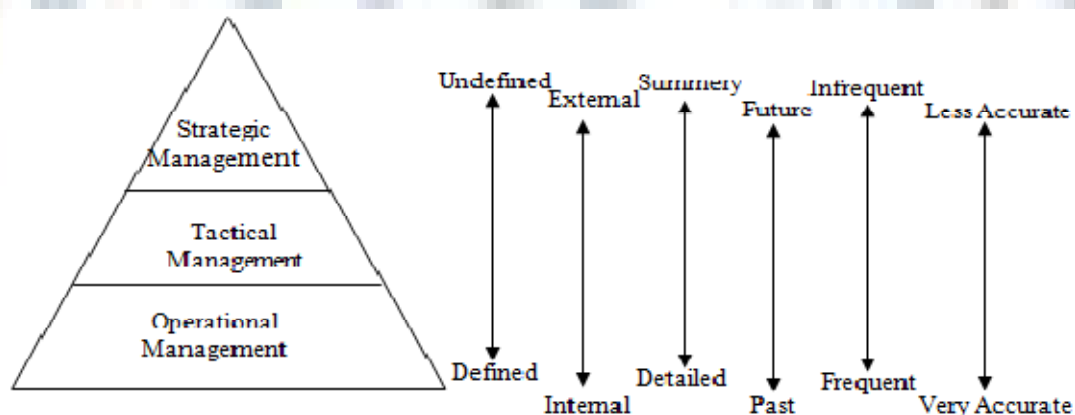 Strategic
Management
Tactical
Management
Operational
Management
Undefined
External
Summery
Future
Infrequent
Less Accurate
Defined
Internal
Detailed
Past
Frequent
Very Accurate